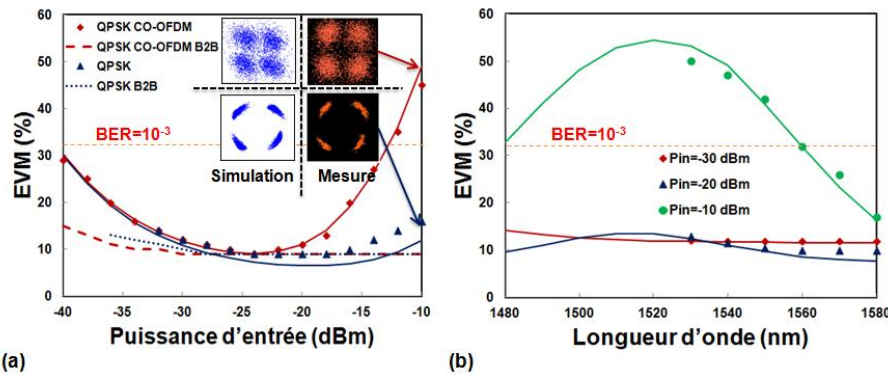 60
50
40
30
20
10
0
EVM (%)
QPSK CO-OFDM
QPSK CO-OFDM B2B
QPSK
QPSK B2B
BER=10-3
Simulation
Mesure
-40
-35
-30
-25
-20
-15
-10
Puissance d’entrée (dBm)
(a)
60
50
40
30
20
10
0
EVM (%)
BER=10-3
Pin=-30 dBm
Pin=-20 dBm
Pin=-10 dBm
1480
1500
1520
1540
1560
1580
Longueur d’onde (nm)
(b)